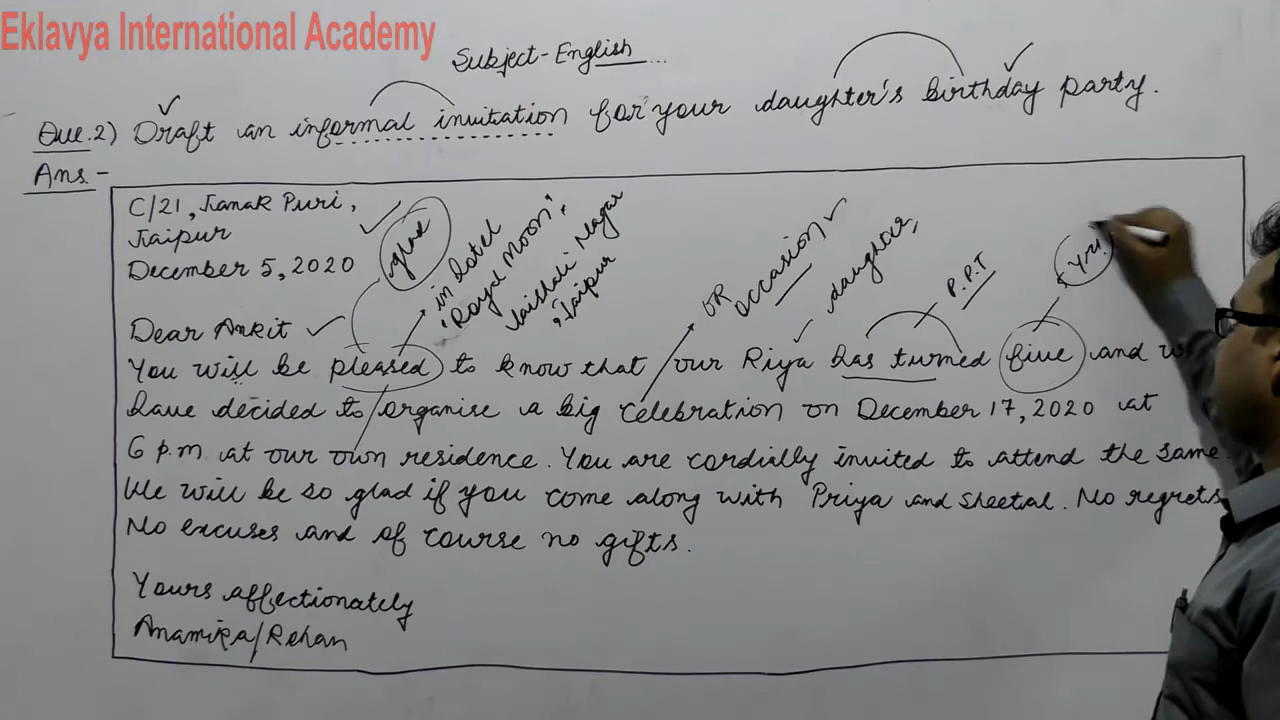 Eklavya International Academy
Subject-English...
Que.2) Draft an informal invitation for your daughter's birthday party.
Ans.-
C/21, Janak Puri,
Jaipur
December 5, 2020
glad
in hotel
'Royal Moon',
Vaishali Nagar
, Jaipur
OR
occasion
daughter,
P.P.T
yrs.
Dear Ankit
You will be pleased to know that our Riya has turned five and w
have decided to organise a big celebration on December 17, 2020 at
6 p.m. at our own residence. You are cordially invited to attend the same.
We will be so glad if you come along with Priya and Sheetal. No regrets
No excuses and of course no gifts.
Yours affectionately
Anamika/Rehan